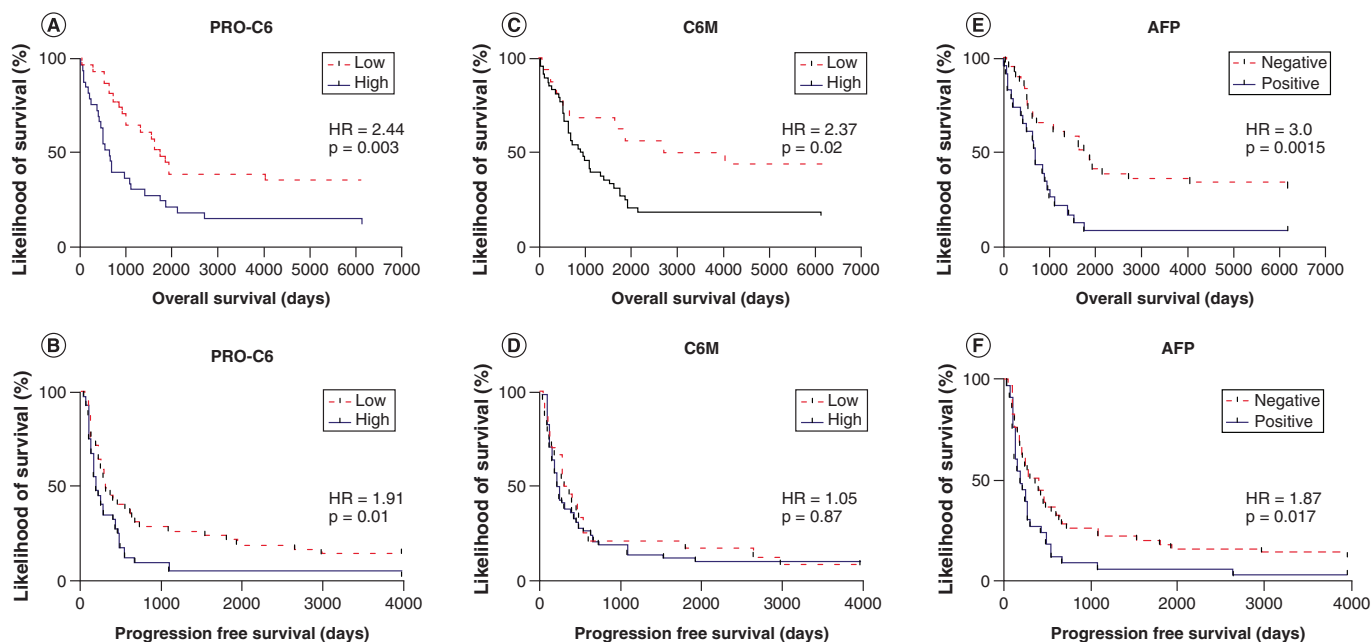 A
PRO-C6
Likelihood of survival (%)
100
50
0
Low
High
HR = 2.44
p = 0.003
0 1000 2000 3000 4000 5000 6000 7000
Overall survival (days)
C
C6M
Likelihood of survival (%)
100
50
0
Low
High
HR = 2.37
p = 0.02
0 1000 2000 3000 4000 5000 6000 7000
Overall survival (days)
E
AFP
Likelihood of survival (%)
100
50
0
Negative
Positive
HR = 3.0
p = 0.0015
0 1000 2000 3000 4000 5000 6000 7000
Overall survival (days)
B
PRO-C6
Likelihood of survival (%)
100
50
0
Low
High
HR = 1.91
p = 0.01
0 1000 2000 3000 4000
Progression free survival (days)
D
C6M
Likelihood of survival (%)
100
50
0
Low
High
HR = 1.05
p = 0.87
0 1000 2000 3000 4000
Progression free survival (days)
F
AFP
Likelihood of survival (%)
100
50
0
Negative
Positive
HR = 1.87
p = 0.017
0 1000 2000 3000 4000
Progression free survival (days)